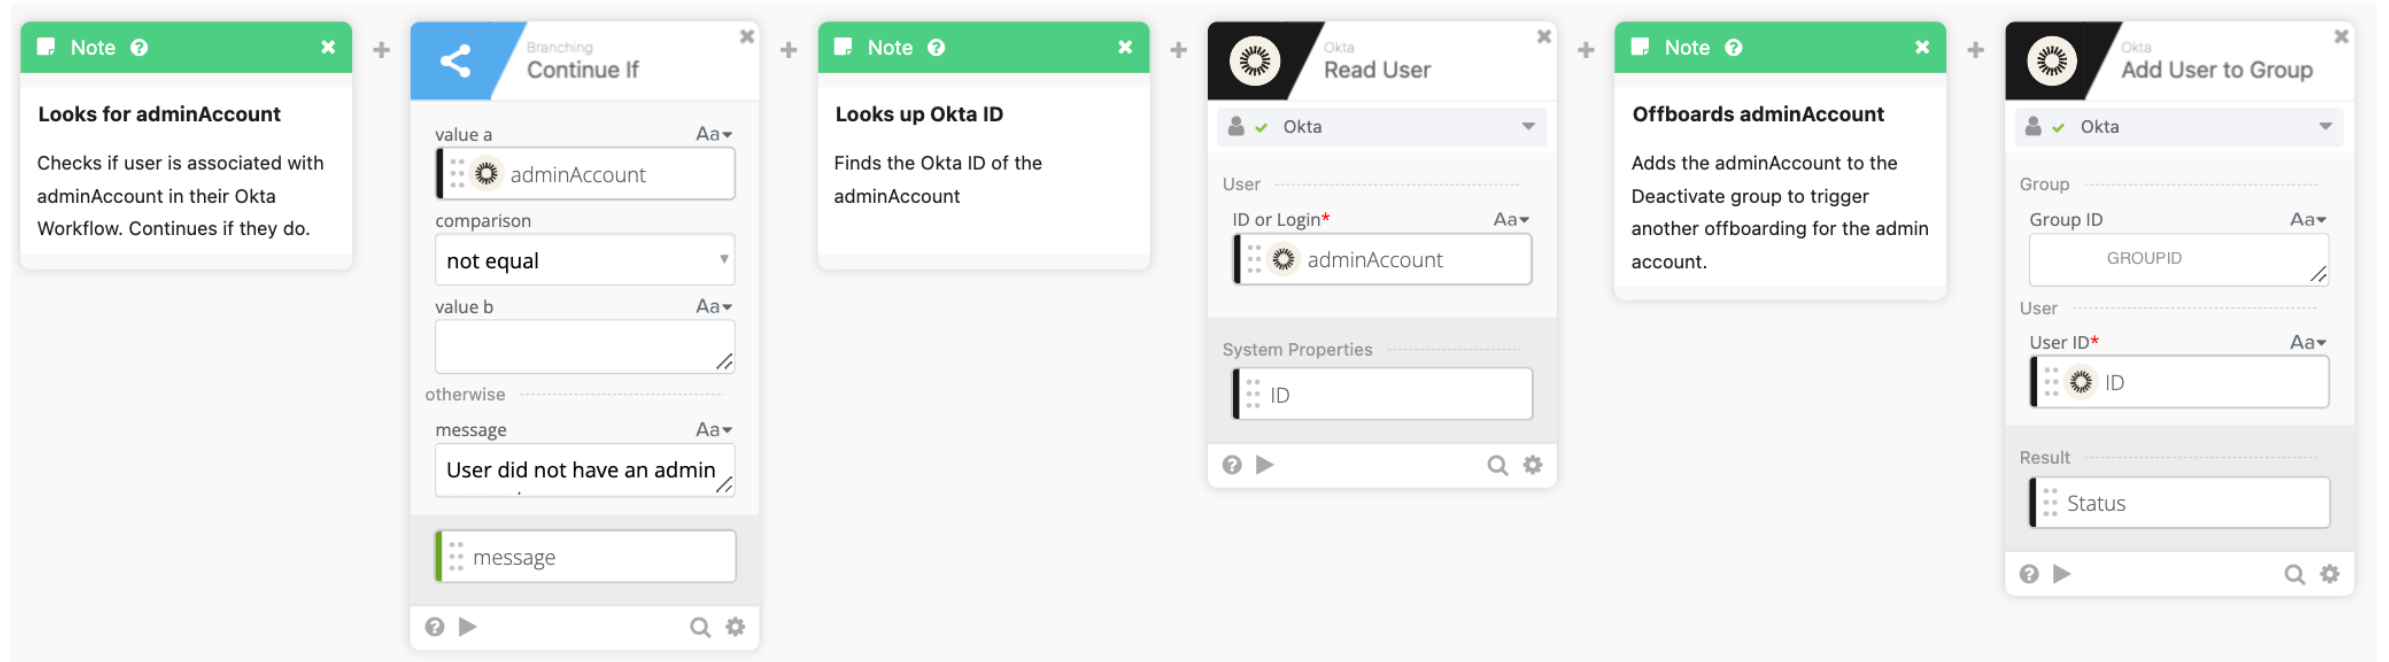 Note
Looks for adminAccount
Checks if user is associated with
adminAccount in their Okta
Workflow. Continues if they do.
Branching
Continue If
value a Aa
adminAccount
comparison
not equal
value b Aa
otherwise
message Aa
User did not have an admin
message
Note
Looks up Okta ID
Finds the Okta ID of the
adminAccount
Okta
Read User
Okta
User
ID or Login* Aa
adminAccount
System Properties
ID
Note
Offboards adminAccount
Adds the adminAccount to the
Deactivate group to trigger
another offboarding for the admin
account.
Okta
Add User to Group
Okta
Group
Group ID Aa
GROUPID
User
User ID* Aa
ID
Result
Status